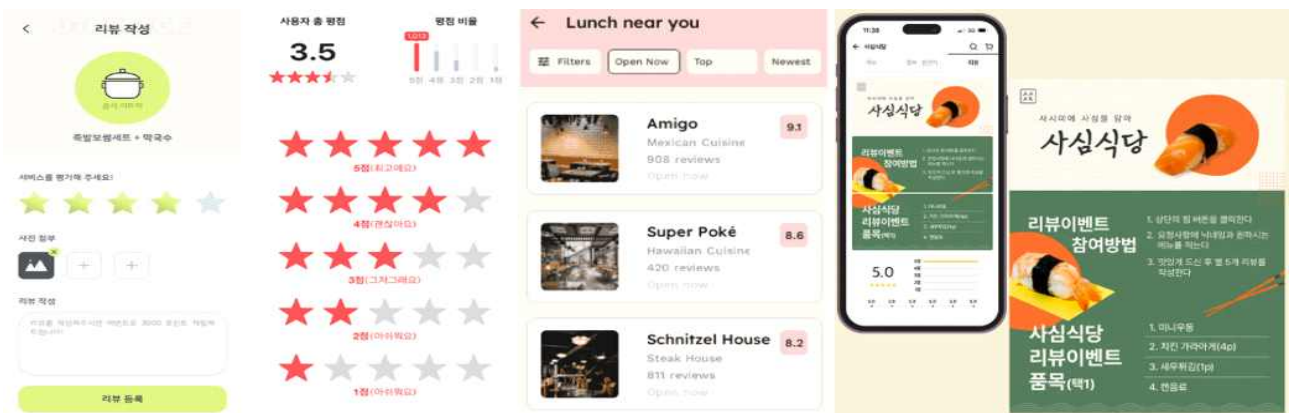 리뷰 작성
족발보쌈세트 + 막국수
서비스를 평가해 주세요!
사진 첨부
리뷰 작성
리뷰 등록
사용자 총 평점
3.5
평점 비율
1,013
5점 4점 3점 2점 1점
5점(최고예요)
4점(괜찮아요)
3점(그저그래요)
2점(아쉬워요)
1점(아쉬워요)
Lunch near you
Filters
Open Now
Top
Newest
Amigo
9.1
Mexican Cuisine
908 reviews
Open now
Super Poké
8.6
Hawaiian Cuisine
420 reviews
Open now
Schnitzel House
8.2
Steak House
811 reviews
Open now
11:38
사심식당
리뷰이벤트
참여방법
사심식당
리뷰이벤트
품목(택1)
5.0
사시미에 사심을 담아
사심식당
리뷰이벤트
참여방법
1. 상단의 찜 버튼을 클릭한다
2. 요청사항에 닉네임과 원하시는
메뉴를 적는다
3. 맛있게 드신 후 별 5개 리뷰를
작성한다
사심식당
리뷰이벤트
품목(택1)
1. 미니우동
2. 치킨 가라아게(4p)
3. 새우튀김(1p)
4. 캔음료